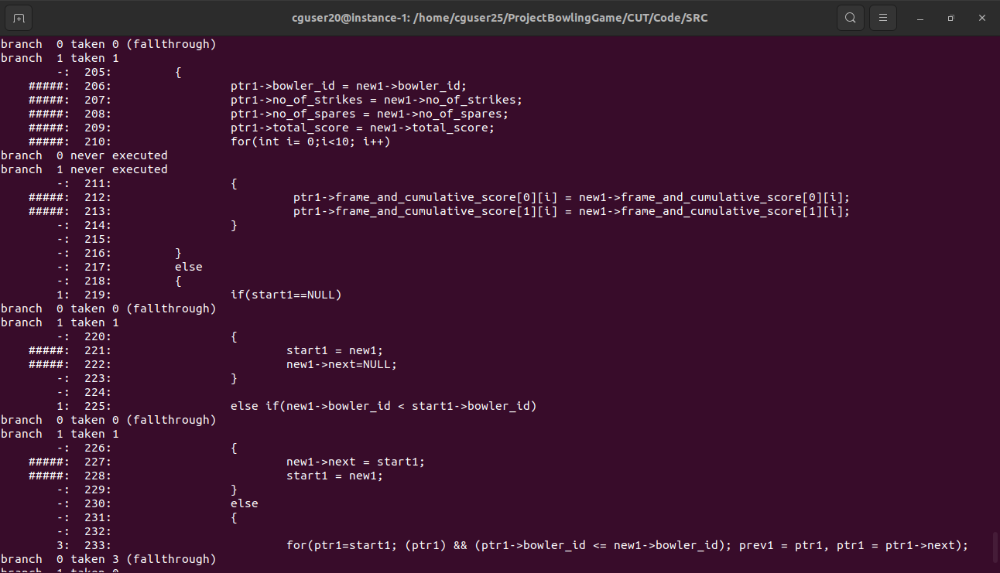 cguser20@instance-1: /home/cguser25/ProjectBowlingGame/CUT/Code/SRC
branch  0 taken 0 (fallthrough)
branch  1 taken 1
        -:  205:         {
    #####:  206:                 ptr1->bowler_id = new1->bowler_id;
    #####:  207:                 ptr1->no_of_strikes = new1->no_of_strikes;
    #####:  208:                 ptr1->no_of_spares = new1->no_of_spares;
    #####:  209:                 ptr1->total_score = new1->total_score;
    #####:  210:                 for(int i= 0;i<10; i++)
branch  0 never executed
branch  1 never executed
        -:  211:                 {
    #####:  212:                          ptr1->frame_and_cumulative_score[0][i] = new1->frame_and_cumulative_score[0][i];
    #####:  213:                          ptr1->frame_and_cumulative_score[1][i] = new1->frame_and_cumulative_score[1][i];
        -:  214:                 }
        -:  215:
        -:  216:         }
        -:  217:         else
        -:  218:         {
        1:  219:                 if(start1==NULL)
branch  0 taken 0 (fallthrough)
branch  1 taken 1
        -:  220:                 {
    #####:  221:                         start1 = new1;
    #####:  222:                         new1->next=NULL;
        -:  223:                 }
        -:  224:
        1:  225:                 else if(new1->bowler_id < start1->bowler_id)
branch  0 taken 0 (fallthrough)
branch  1 taken 1
        -:  226:                 {
    #####:  227:                         new1->next = start1;
    #####:  228:                         start1 = new1;
        -:  229:                 }
        -:  230:                 else
        -:  231:                 {
        -:  232:
        3:  233:                         for(ptr1=start1; (ptr1) && (ptr1->bowler_id <= new1->bowler_id); prev1 = ptr1, ptr1 = ptr1->next);
branch  0 taken 3 (fallthrough)
branch  1 taken 0